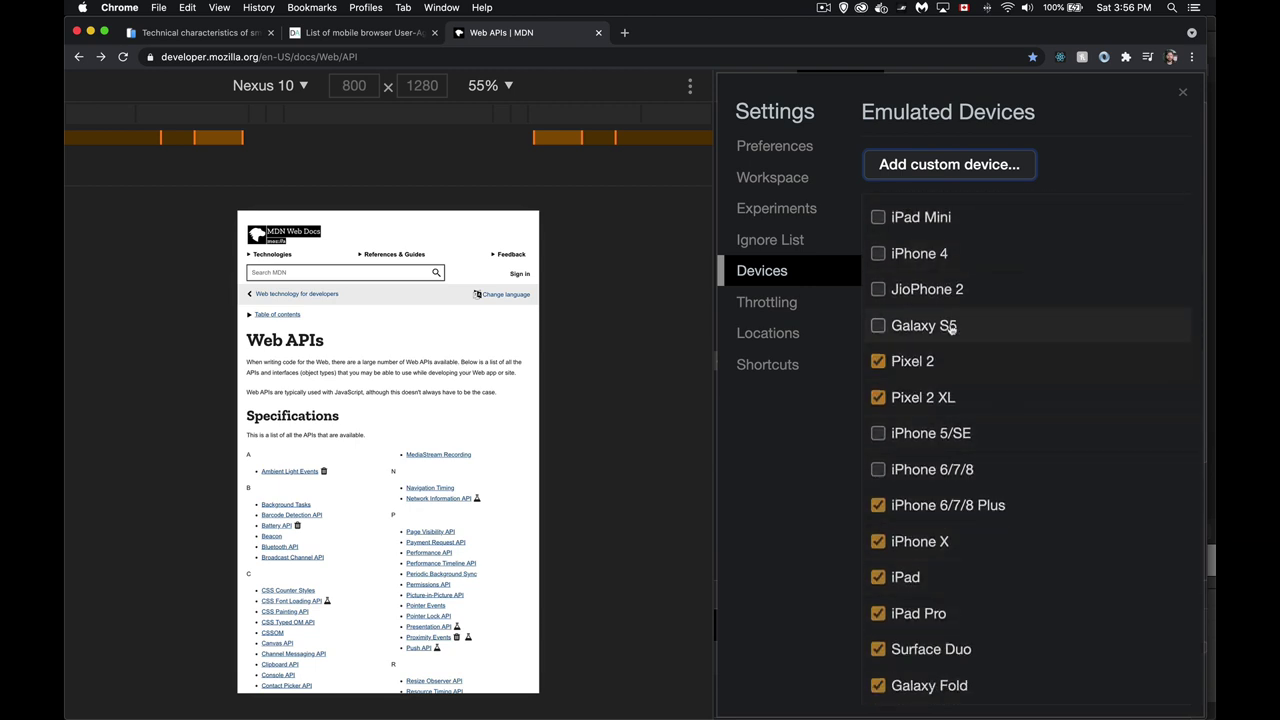 Chrome File Edit View History Bookmarks Profiles Tab Window Help 100% Sat 3:56 PM
Technical characteristics of sm
List of mobile browser User-Ag
Web APIs | MDN
developer.mozilla.org/en-US/docs/Web/API
Nexus 10 800 1280 55%
MDN Web Docs
mozilla
Technologies References & Guides Feedback
Search MDN Sign in
Web technology for developers Change language
Table of contents
Web APIs
When writing code for the Web, there are a large number of Web APIs available. Below is a list of all the
APIs and interfaces (object types) that you may be able to use while developing your Web app or site.
Web APIs are typically used with JavaScript, although this doesn't always have to be the case.
Specifications
This is a list of all the APIs that are available.
A
Ambient Light Events
B
Background Tasks
Barcode Detection API
Battery API
Beacon
Bluetooth API
Broadcast Channel API
C
CSS Counter Styles
CSS Font Loading API
CSS Painting API
CSS Typed OM API
CSSOM
Canvas API
Channel Messaging API
Clipboard API
Console API
Contact Picker API
MediaStream Recording
N
Navigation Timing
Network Information API
P
Page Visibility API
Payment Request API
Performance API
Performance Timeline API
Periodic Background Sync
Permissions API
Picture-in-Picture API
Pointer Events
Pointer Lock API
Presentation API
Proximity Events
Push API
R
Resize Observer API
Resource Timing API
Settings
Preferences
Workspace
Experiments
Ignore List
Devices
Throttling
Locations
Shortcuts
Emulated Devices
Add custom device...
iPad Mini
iPhone 4
JioPhone 2
Galaxy S5
Pixel 2
Pixel 2 XL
iPhone 5/SE
iPhone 6/7/8
iPhone 6/7/8 Plus
iPhone X
iPad
iPad Pro
Surface Duo
Galaxy Fold